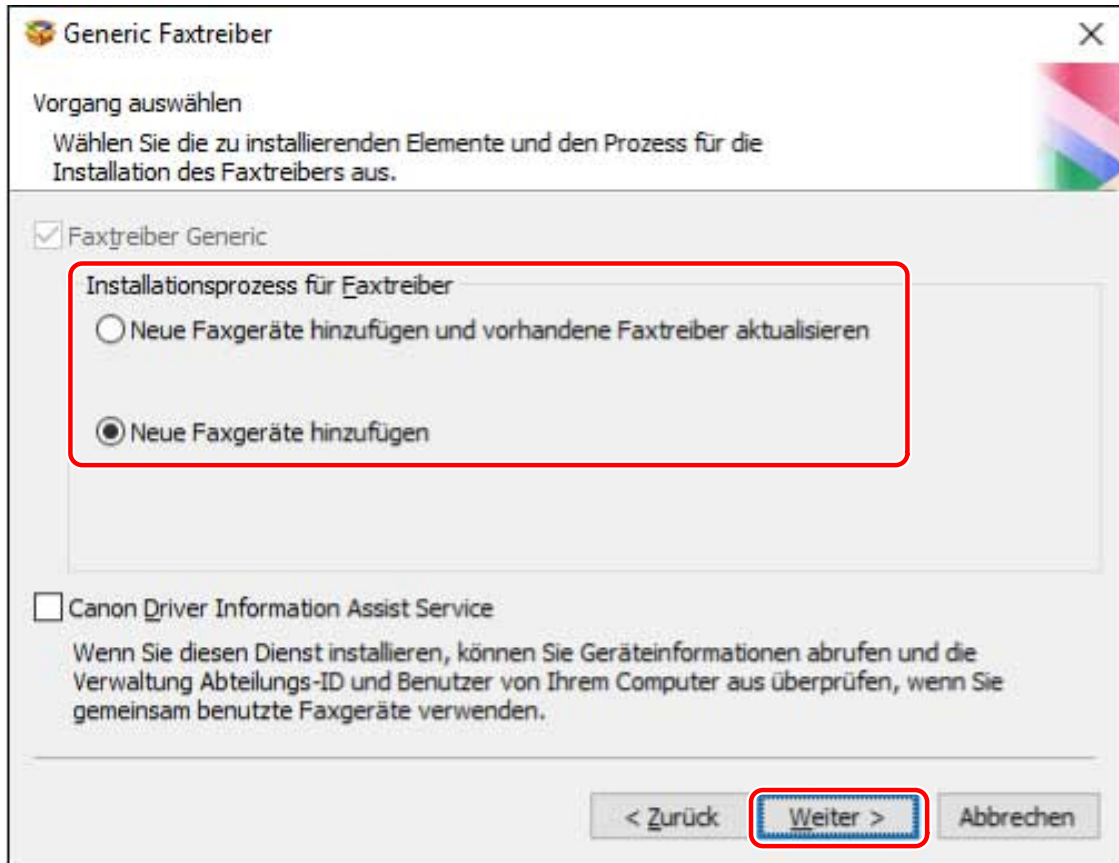 Generic Faxtreiber
Vorgang auswählen
Wählen Sie die zu installierenden Elemente und den Prozess für die
Installation des Faxtreibers aus.
Faxtreiber Generic
Installationsprozess für Faxtreiber
Neue Faxgeräte hinzufügen und vorhandene Faxtreiber aktualisieren
Neue Faxgeräte hinzufügen
Canon Driver Information Assist Service
Wenn Sie diesen Dienst installieren, können Sie Geräteinformationen abrufen und die
Verwaltung Abteilungs-ID und Benutzer von Ihrem Computer aus überprüfen, wenn Sie
gemeinsam benutzte Faxgeräte verwenden.
< Zurück Weiter > Abbrechen